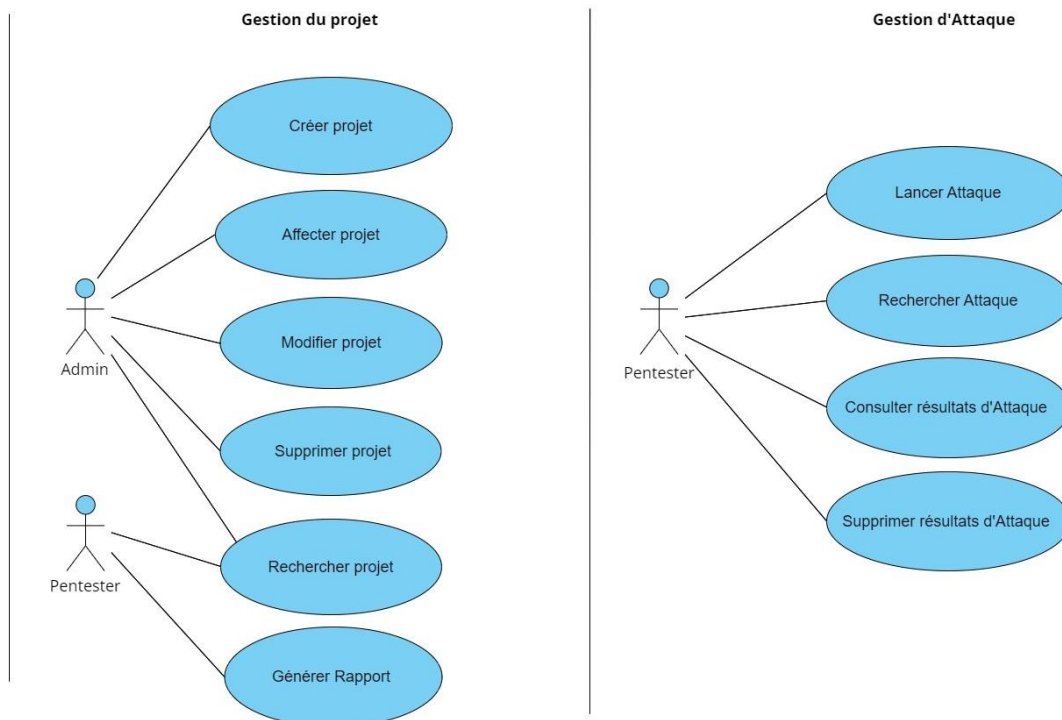 Gestion du projet
Créer projet
Affecter projet
Modifier projet
Admin
Supprimer projet
Rechercher projet
Pentester
Générer Rapport
Gestion d'Attaque
Lancer Attaque
Rechercher Attaque
Pentester
Consulter résultats d'Attaque
Supprimer résultats d'Attaque